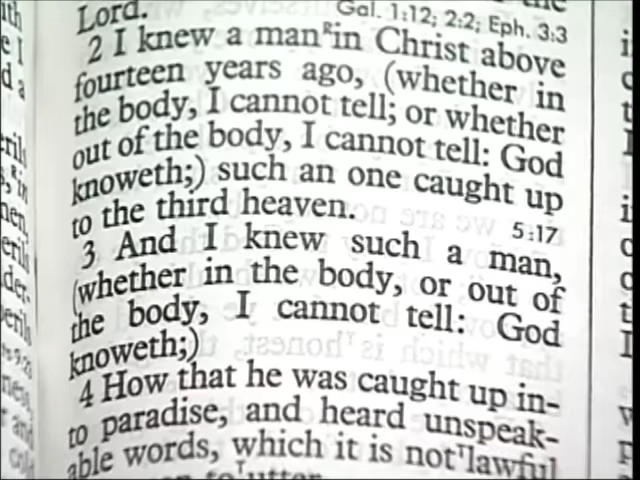 Lord.
Gal. 1:12; 2:2; Eph. 3:3
2 I knew a man in Christ above
fourteen years ago, (whether in
the body, I cannot tell; or whether
out of the body, I cannot tell: God
knoweth;) such an one caught up
to the third heaven.
5:17
3 And I knew such a man,
(whether in the body, or out of
the body, I cannot tell: God
knoweth;)
4 How that he was caught up in-
to paradise, and heard unspeak-
able words, which it is not lawful